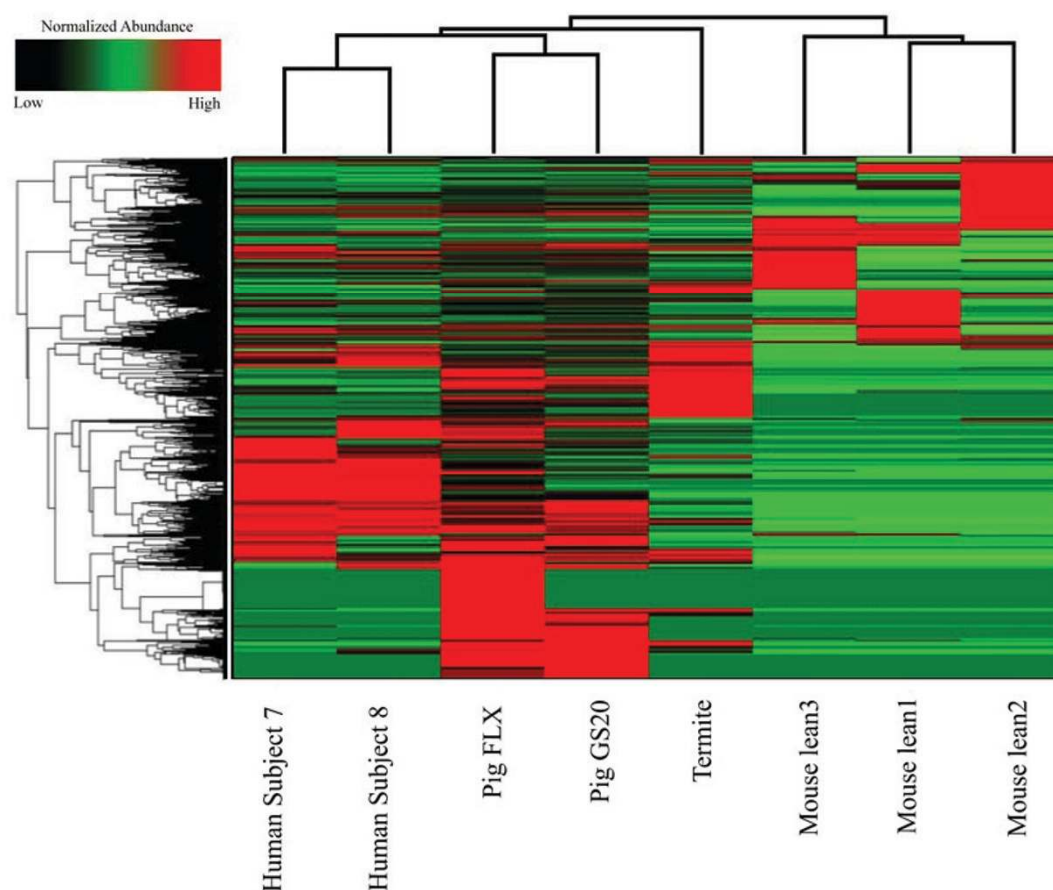 Normalized Abundance
Low High
Human Subject 7
Human Subject 8
Pig FLX
Pig GS20
Termite
Mouse lean3
Mouse lean1
Mouse lean2